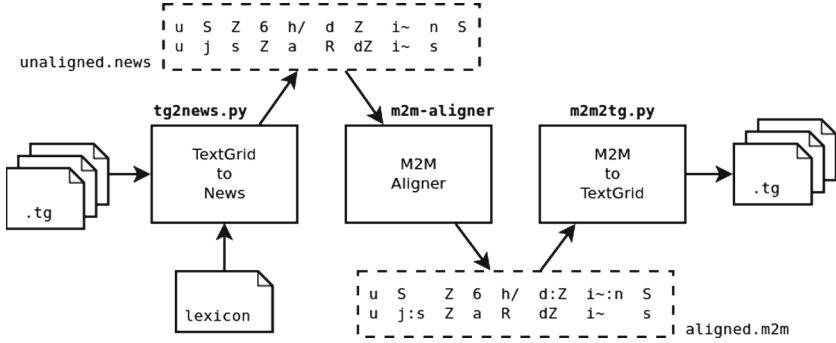 u S Z 6 h/ d Z i~ n S
u j s Z a R dZ i~ s
unaligned.news
tg2news.py
m2m-aligner
m2m2tg.py
TextGrid
to
News
M2M
Aligner
M2M
to
TextGrid
.tg
.tg
lexicon
u S Z 6 h/ d:Z i~:n S
u j:s Z a R dZ i~ s
aligned.m2m